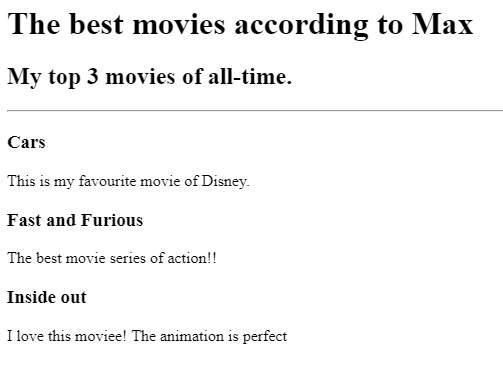 The best movies according to Max
My top 3 movies of all-time.
Cars
This is my favourite movie of Disney.
Fast and Furious
The best movie series of action!!
Inside out
I love this moviee! The animation is perfect